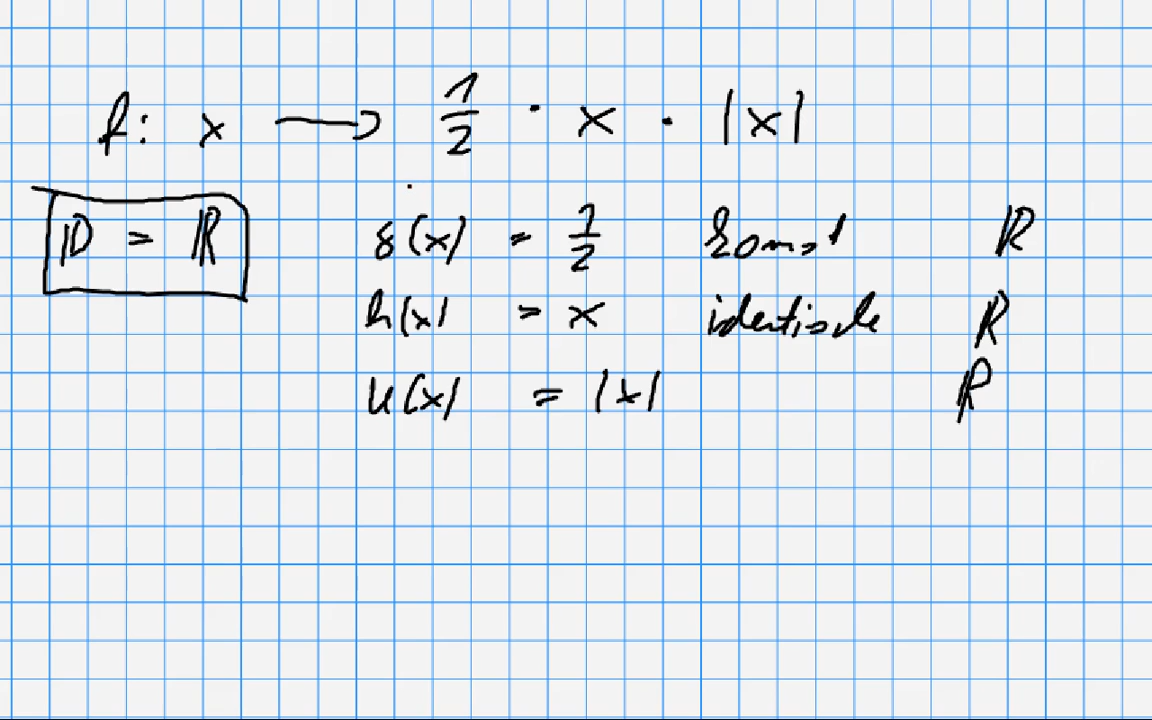 f: x → 1/2 · x · |x|
𝔻 = ℝ
g(x) = 1/2 konst ℝ
h(x) = x identische ℝ
u(x) = |x| ℝ